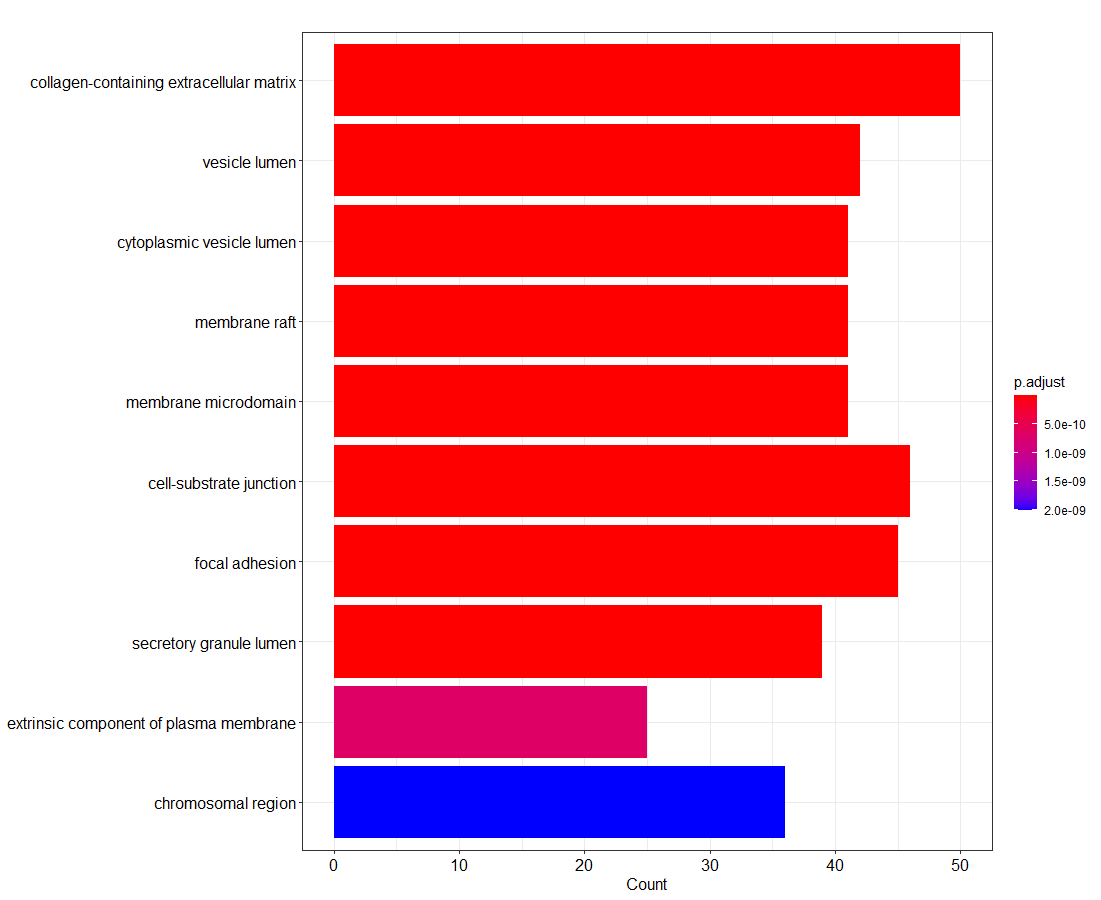 collagen-containing extracellular matrix
vesicle lumen
cytoplasmic vesicle lumen
membrane raft
membrane microdomain
cell-substrate junction
focal adhesion
secretory granule lumen
extrinsic component of plasma membrane
chromosomal region
0 10 20 30 40 50
Count
p.adjust
5.0e-10
1.0e-09
1.5e-09
2.0e-09